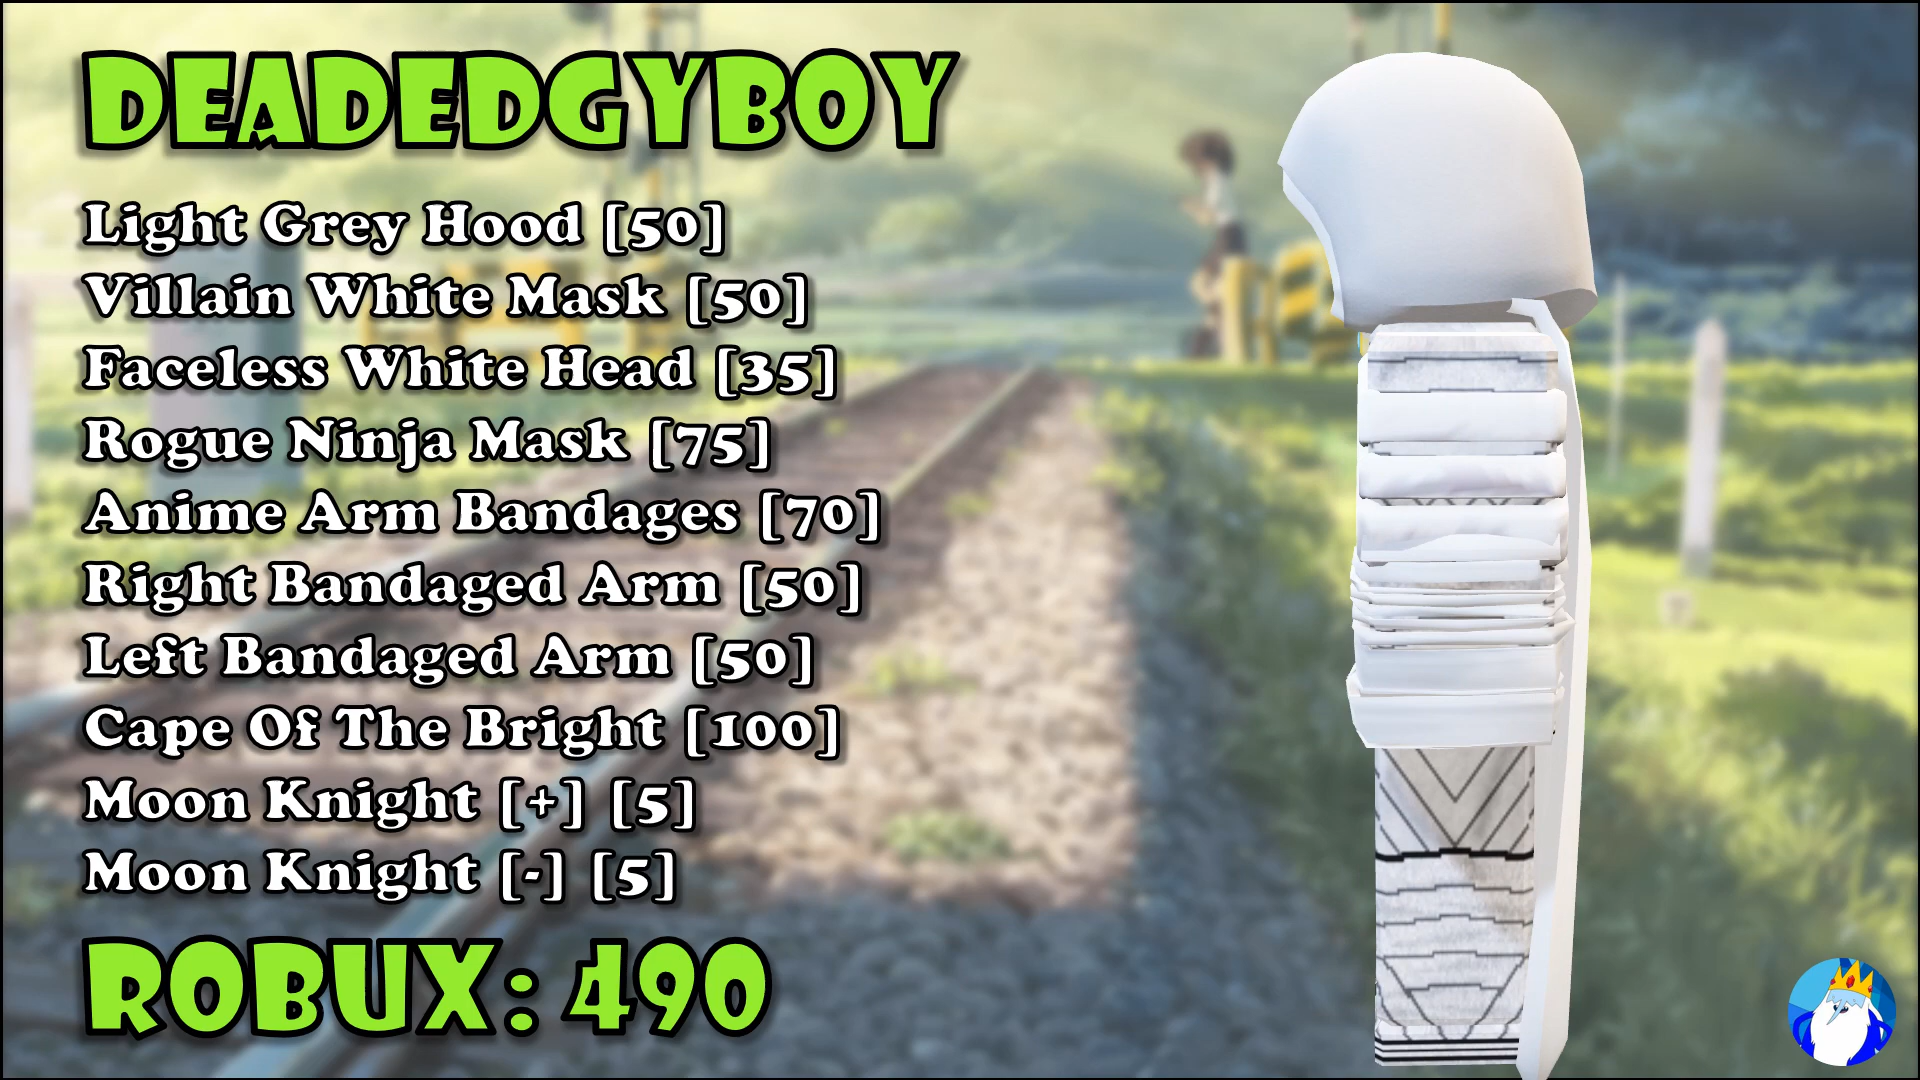 DEADEDGYBOY
Light Grey Hood [50]
Villain White Mask [50]
Faceless White Head [35]
Rogue Ninja Mask [75]
Anime Arm Bandages [70]
Right Bandaged Arm [50]
Left Bandaged Arm [50]
Cape Of The Bright [100]
Moon Knight [+] [5]
Moon Knight [-] [5]
ROBUX: 490